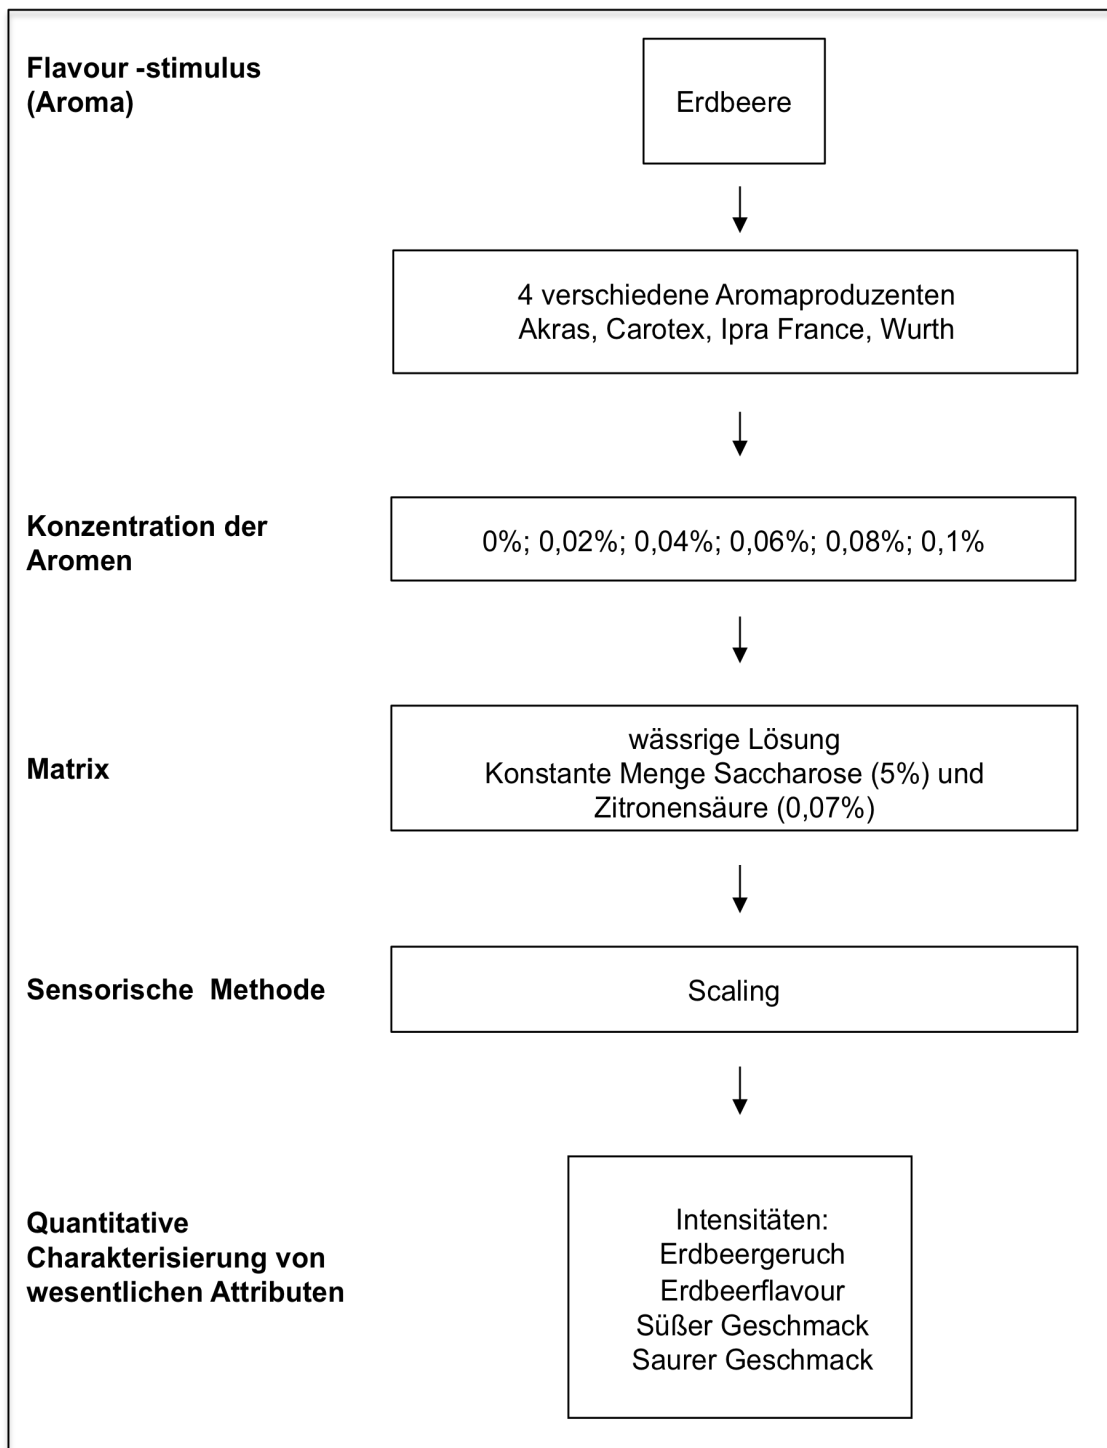 Flavour -stimulus
(Aroma)
Erdbeere
4 verschiedene Aromaproduzenten
Akras, Carotex, Ipra France, Wurth
Konzentration der
Aromen
0%; 0,02%; 0,04%; 0,06%; 0,08%; 0,1%
Matrix
wässrige Lösung
Konstante Menge Saccharose (5%) und
Zitronensäure (0,07%)
Sensorische Methode
Scaling
Quantitative
Charakterisierung von
wesentlichen Attributen
Intensitäten:
Erdbeergeruch
Erdbeerflavour
Süßer Geschmack
Saurer Geschmack